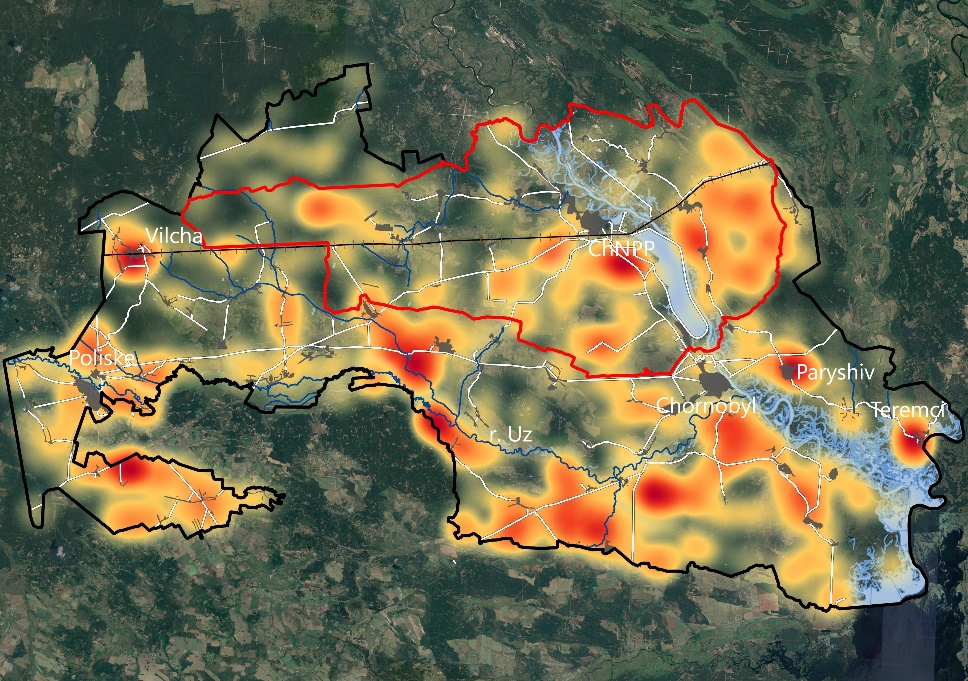 Vilcha
ChNPP
Poliske
Paryshiv
Chornobyl
Teremci
r. Uz